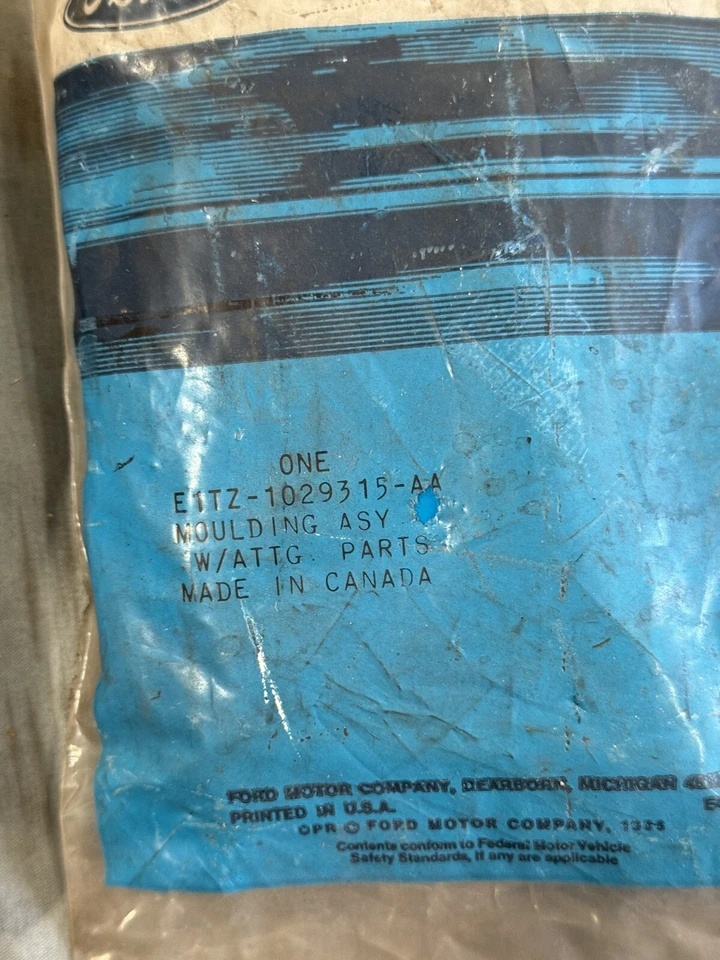 ONE
E1TZ-1029315-AA
MOULDING ASY
W/ATTG. PARTS
MADE IN CANADA
FORD MOTOR COMPANY, DEARBORN, MICHIGAN
PRINTED IN U.S.A.
CPR © FORD MOTOR COMPANY,
Contents conform to Federal Motor Vehicle
Safety Standards, if any are applicable